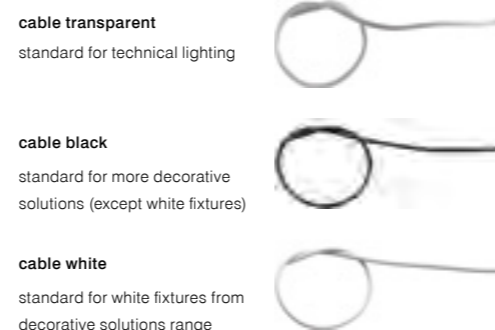 cable transparent
standard for technical lighting
cable black
standard for more decorative
solutions (except white fixtures)
cable white
standard for white fixtures from
decorative solutions range